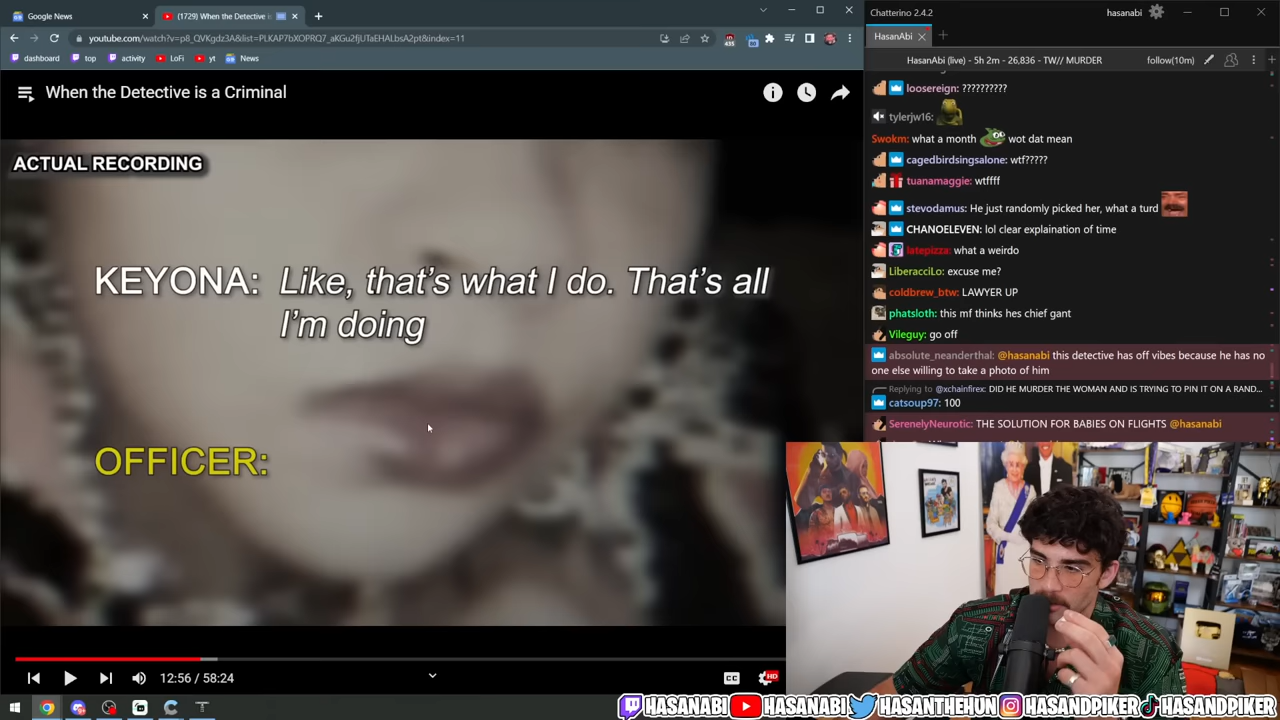 Google News
(1729) When the Detective is
Chatterino 2.4.2
hasanabi
youtube.com/watch?v=p8_QVKgdz3A&list=PLKAP7bXOPRQ7_aKGu2fjUTaEHALbsA2pt&index=11
HasanAbi
dashboard top activity LoFi yt News
HasanAbi (live) - 5h 2m - 26,836 - TW// MURDER
follow(10m)
When the Detective is a Criminal
ACTUAL RECORDING
KEYONA: Like, that's what I do. That's all
I'm doing
OFFICER:
12:56 / 58:24
CC
HD
loosereign: ??????????
tylerjw16:
Swokm: what a month wot dat mean
cagedbirdsingsalone: wtf?????
tuanamaggie: wtffff
stevodamus: He just randomly picked her, what a turd
CHANOELEVEN: lol clear explaination of time
latepizza: what a weirdo
LiberacciLo: excuse me?
coldbrew_btw: LAWYER UP
phatsloth: this mf thinks hes chief gant
Vileguy: go off
absolute_neanderthal: @hasanabi this detective has off vibes because he has no
one else willing to take a photo of him
Replying to @xchainfirex: DID HE MURDER THE WOMAN AND IS TRYING TO PIN IT ON A RAND...
catsoup97: 100
SerenelyNeurotic: THE SOLUTION FOR BABIES ON FLIGHTS @hasanabi
HASANABI HASANABI HASANTHEHUN HASANDPIKER HASANDPIKER